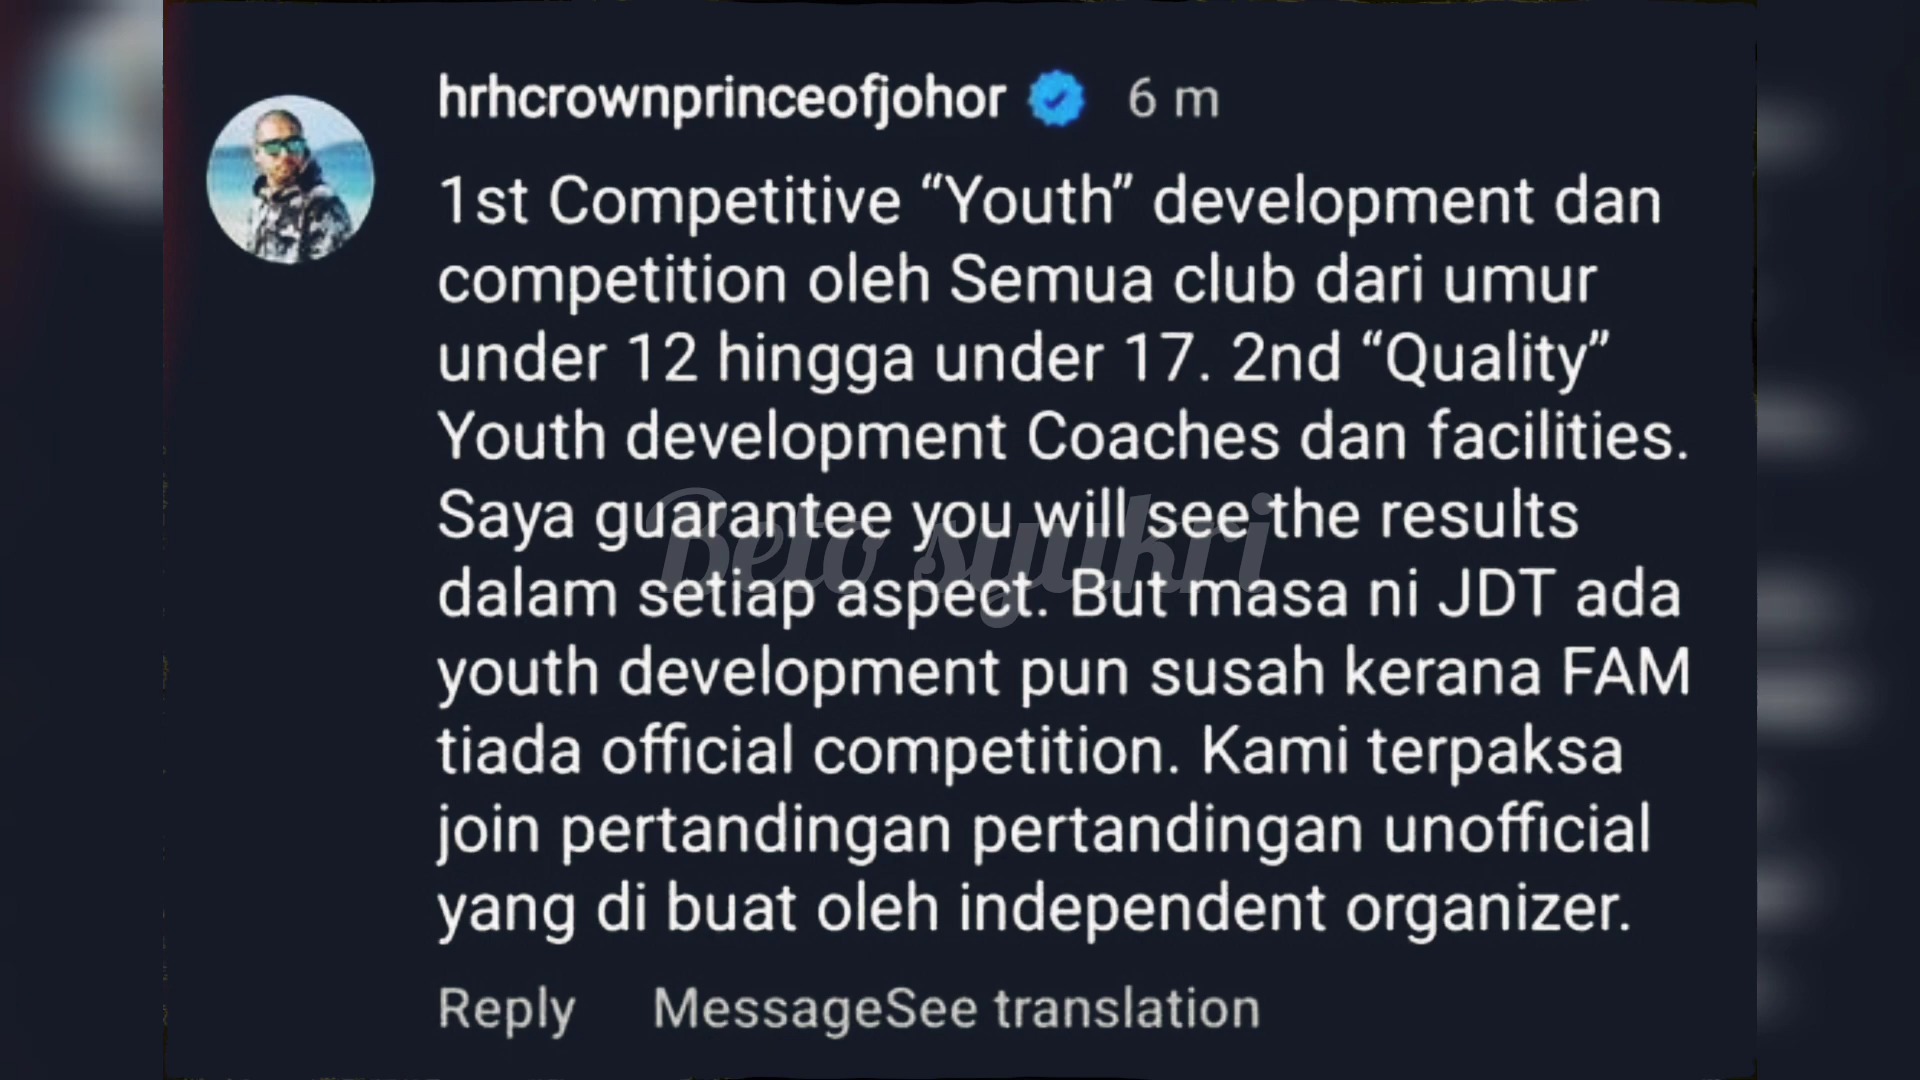 hrhcrownprinceofjohor 6 m
1st Competitive “Youth” development dan
competition oleh Semua club dari umur
under 12 hingga under 17. 2nd “Quality”
Youth development Coaches dan facilities.
Saya guarantee you will see the results
dalam setiap aspect. But masa ni JDT ada
youth development pun susah kerana FAM
tiada official competition. Kami terpaksa
join pertandingan pertandingan unofficial
yang di buat oleh independent organizer.
Reply MessageSee translation
Beto syukri